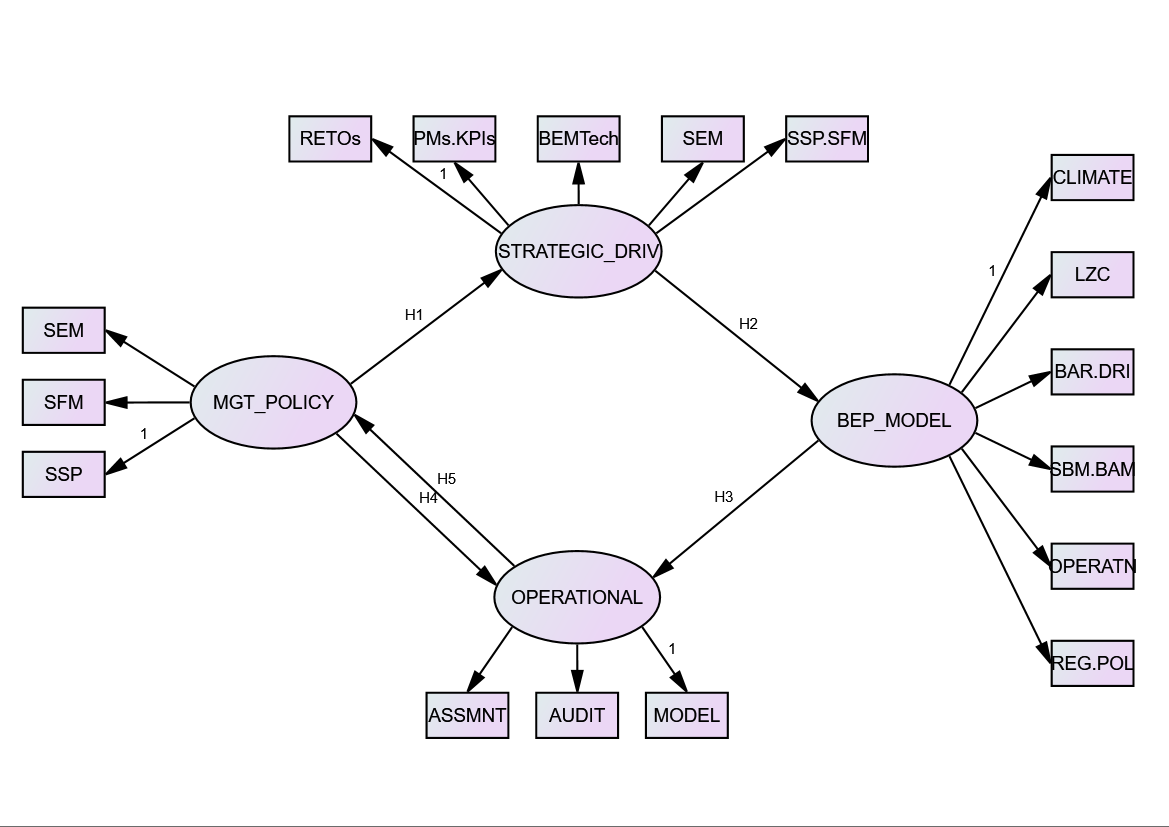 RETOs
PMs.KPIs
BEMTech
SEM
SSP.SFM
1
CLIMATE
STRATEGIC_DRIV
1
LZC
H1
H2
SEM
BAR.DRI
SFM
MGT_POLICY
BEP_MODEL
1
SSP
SBM.BAM
H5
H4
H3
OPERATN
OPERATIONAL
1
REG.POL
ASSMNT
AUDIT
MODEL